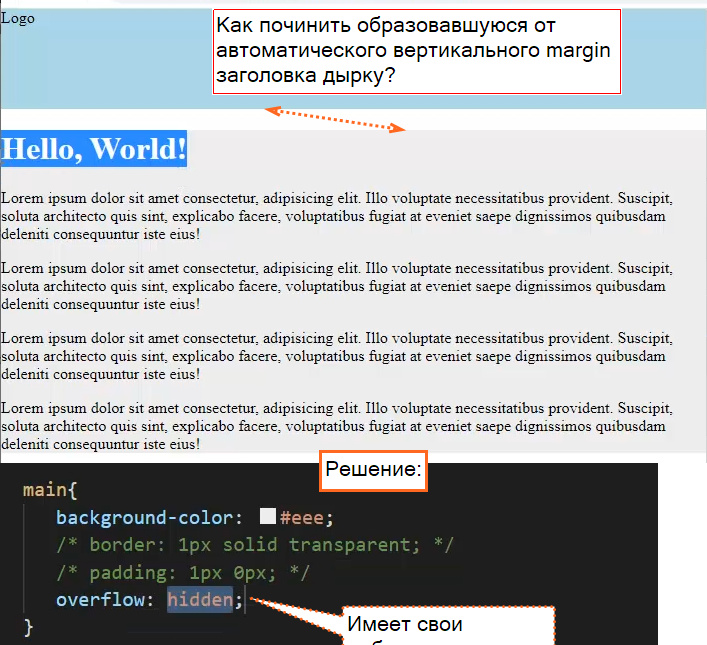 Logo
Как починить образовавшуюся от
автоматического вертикального margin
заголовка дырку?
Hello, World!
Lorem ipsum dolor sit amet consectetur, adipisicing elit. Illo voluptate necessitatibus provident. Suscipit,
soluta architecto quis sint, explicabo facere, voluptatibus fugiat at eveniet saepe dignissimos quibusdam
deleniti consequuntur iste eius!
Lorem ipsum dolor sit amet consectetur, adipisicing elit. Illo voluptate necessitatibus provident. Suscipit,
soluta architecto quis sint, explicabo facere, voluptatibus fugiat at eveniet saepe dignissimos quibusdam
deleniti consequuntur iste eius!
Lorem ipsum dolor sit amet consectetur, adipisicing elit. Illo voluptate necessitatibus provident. Suscipit,
soluta architecto quis sint, explicabo facere, voluptatibus fugiat at eveniet saepe dignissimos quibusdam
deleniti consequuntur iste eius!
Lorem ipsum dolor sit amet consectetur, adipisicing elit. Illo voluptate necessitatibus provident. Suscipit,
soluta architecto quis sint, explicabo facere, voluptatibus fugiat at eveniet saepe dignissimos quibusdam
deleniti consequuntur iste eius!
Решение:
main{
background-color: #eee;
/* border: 1px solid transparent; */
/* padding: 1px 0px; */
overflow: hidden;
Имеет свои
}